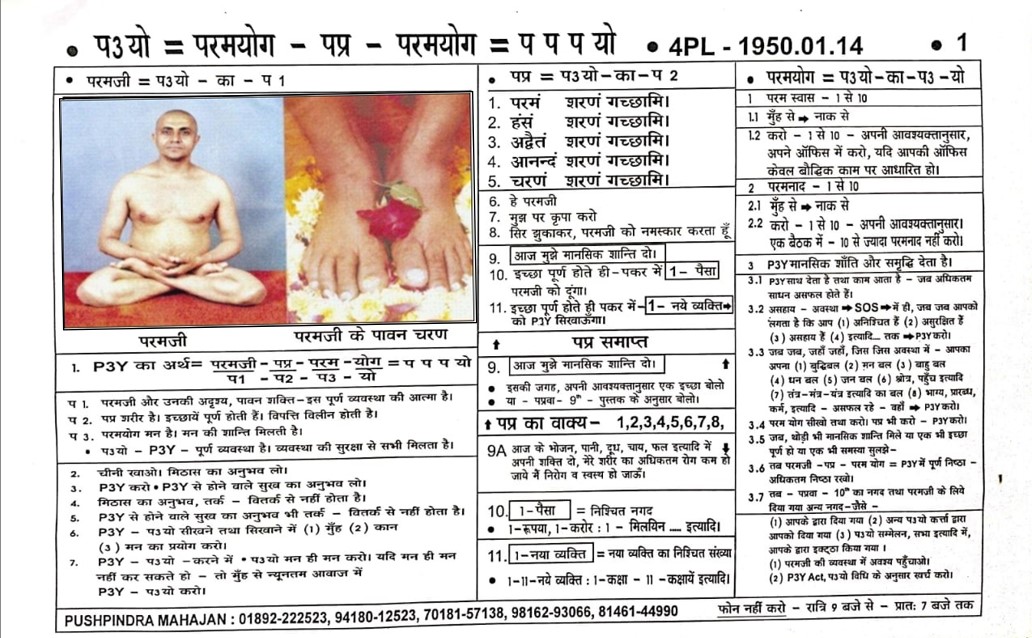 • प3यो = परमयोग - पप्र - परमयोग = प प प यो • 4PL - 1950.01.14 • 1
• परमजी = प3यो - का - प 1
परमजी परमजी के पावन चरण
1. P3Y का अर्थ= परमजी - पप्र - परम - योग = प प प यो
प1 - प2 - प3 - यो
प 1. परमजी और उनकी अदृश्य, पावन शक्ति-इस पूर्ण व्यवस्था की आत्मा है।
प 2. पप्र शरीर है। इच्छायें पूर्ण होती हैं। विपत्ति विलीन होती है।
प 3. परमयोग मन है। मन की शान्ति मिलती है।
• प3यो - P3Y - पूर्ण व्यवस्था है। व्यवस्था की सुरक्षा से सभी मिलता है।
2. चीनी खाओ। मिठास का अनुभव लो।
3. P3Y करो • P3Y से होने वाले सुख का अनुभव लो।
4. मिठास का अनुभव, तर्क - वितर्क से नहीं होता है।
5. P3Y से होने वाले सुख का अनुभव भी तर्क - वितर्क से नहीं होता है।
6. P3Y - प3यो सीखने तथा सिखाने में (1) मुँह (2) कान
(3) मन का प्रयोग करो।
7. P3Y - प3यो -करने में • प3यो मन ही मन करो। यदि मन ही मन
नहीं कर सकते हो - तो मुँह से न्यूनतम आवाज में
P3Y - प3यो करो।
• पप्र = प3यो-का-प 2
1. परमं शरणं गच्छामि।
2. हंसं शरणं गच्छामि।
3. अद्वैतं शरणं गच्छामि।
4. आनन्दं शरणं गच्छामि।
5. चरणं शरणं गच्छामि।
6. हे परमजी
7. मुझ पर कृपा करो
8. सिर झुकाकर, परमजी को नमस्कार करता हूँ
9. आज मुझे मानसिक शान्ति दो।
10. इच्छा पूर्ण होते ही-पकर में 1- पैसा
परमजी को दूंगा।
11. इच्छा पूर्ण होते ही पकर में- 1- नये व्यक्ति➡
को P3Y सिखाऊँगा।
⬆ पप्र समाप्त
9. आज मुझे मानसिक शान्ति दो। ⬆
• इसकी जगह, अपनी आवश्यकतानुसार एक इच्छा बोलो
• या - पप्रवा - 9th - पुस्तक के अनुसार बोलो।
⬆ पप्र का वाक्य - 1,2,3,4,5,6,7,8,
9A आज के भोजन, पानी, दूध, चाय, फल इत्यादि में ⬇
अपनी शक्ति दो, मेरे शरीर का अधिकतम रोग कम हो
जाये मैं निरोग व स्वस्थ हो जाऊँ।
10. 1-पैसा = निश्चित नगद
• 1-रूपया, 1-करोर : 1 - मिलियन ..... इत्यादि।
11. 1-नया व्यक्ति = नया व्यक्ति का निश्चित संख्या
• 1-11-नये व्यक्ति : 1-कक्षा - 11 -कक्षायें इत्यादि।
• परमयोग = प3यो-का-प3-यो
1 परम स्वास - 1 से 10
1.1 मुँह से ➡ नाक से
1.2 करो - 1 से 10 - अपनी आवश्यक्तानुसार,
अपने ऑफिस में करो, यदि आपकी ऑफिस
केवल बौद्धिक काम पर आधारित हो।
2 परमनाद - 1 से 10
2.1 मुँह से ➡ नाक से
2.2 करो - 1 से 10 - अपनी आवश्यक्तानुसार।
एक बैठक में - 10 से ज्यादा परमनाद नहीं करो।
3 P3Y मानसिक शाँति और समृद्धि देता है।
3.1 P3Y साथ देता है तथा काम आता है - जब अधिकतम
साधन असफल होते हैं।
3.2 असहाय - अवस्था ➡ SOS ➡ में ही, जब जब आपको
लगता है कि आप (1) अनिश्चित हैं (2) असुरक्षित हैं
(3) असहाय हैं (4) इत्यादि... तक ➡ P3Y करो।
3.3 जब जब, जहाँ जहाँ, जिस जिस अवस्था में - आपका
अपना (1) बुद्धिबल (2) मन बल (3) बाहु बल
(4) धन बल (5) जन बल (6) श्रोत्र, पहुँच इत्यादि
(7) तंत्र-मंत्र-यंत्र इत्यादि का बल (8) भाग्य, प्रारब्ध,
कर्म, इत्यादि - असफल रहे - वहाँ ➡ P3Y करो।
3.4 परम योग सीखो तथा करो। पप्र भी करो - P3Y करो।
3.5 जब, थोड़ी भी मानसिक शान्ति मिले या एक भी इच्छा
पूर्ण हो या एक भी समस्या सुलझे-
3.6 तब परमजी -पप्र - परम योग = P3Y में पूर्ण निष्ठा -
अधिकतम निष्ठा रखो।
3.7 तब - पप्रवा - 10th का नगद तथा परमजी के लिये
दिया गया अन्य नगद-जैसे -
(1) आपके द्वारा दिया गया (2) अन्य प3यो कर्त्ता द्वारा
आपको दिया गया (3) प3यो सम्मेलन, सभा इत्यादि में,
आपके द्वारा इक्ट्ठा किया गया ।
(1) परमजी की व्यवस्था में अवश्य पहुँचाओ।
(2) P3Y Act, प3यो विधि के अनुसार खर्च करो।
PUSHPINDRA MAHAJAN : 01892-222523, 94180-12523, 70181-57138, 98162-93066, 81461-44990 फोन नहीं करो - रात्रि 9 बजे से - प्रातः 7 बजे तक